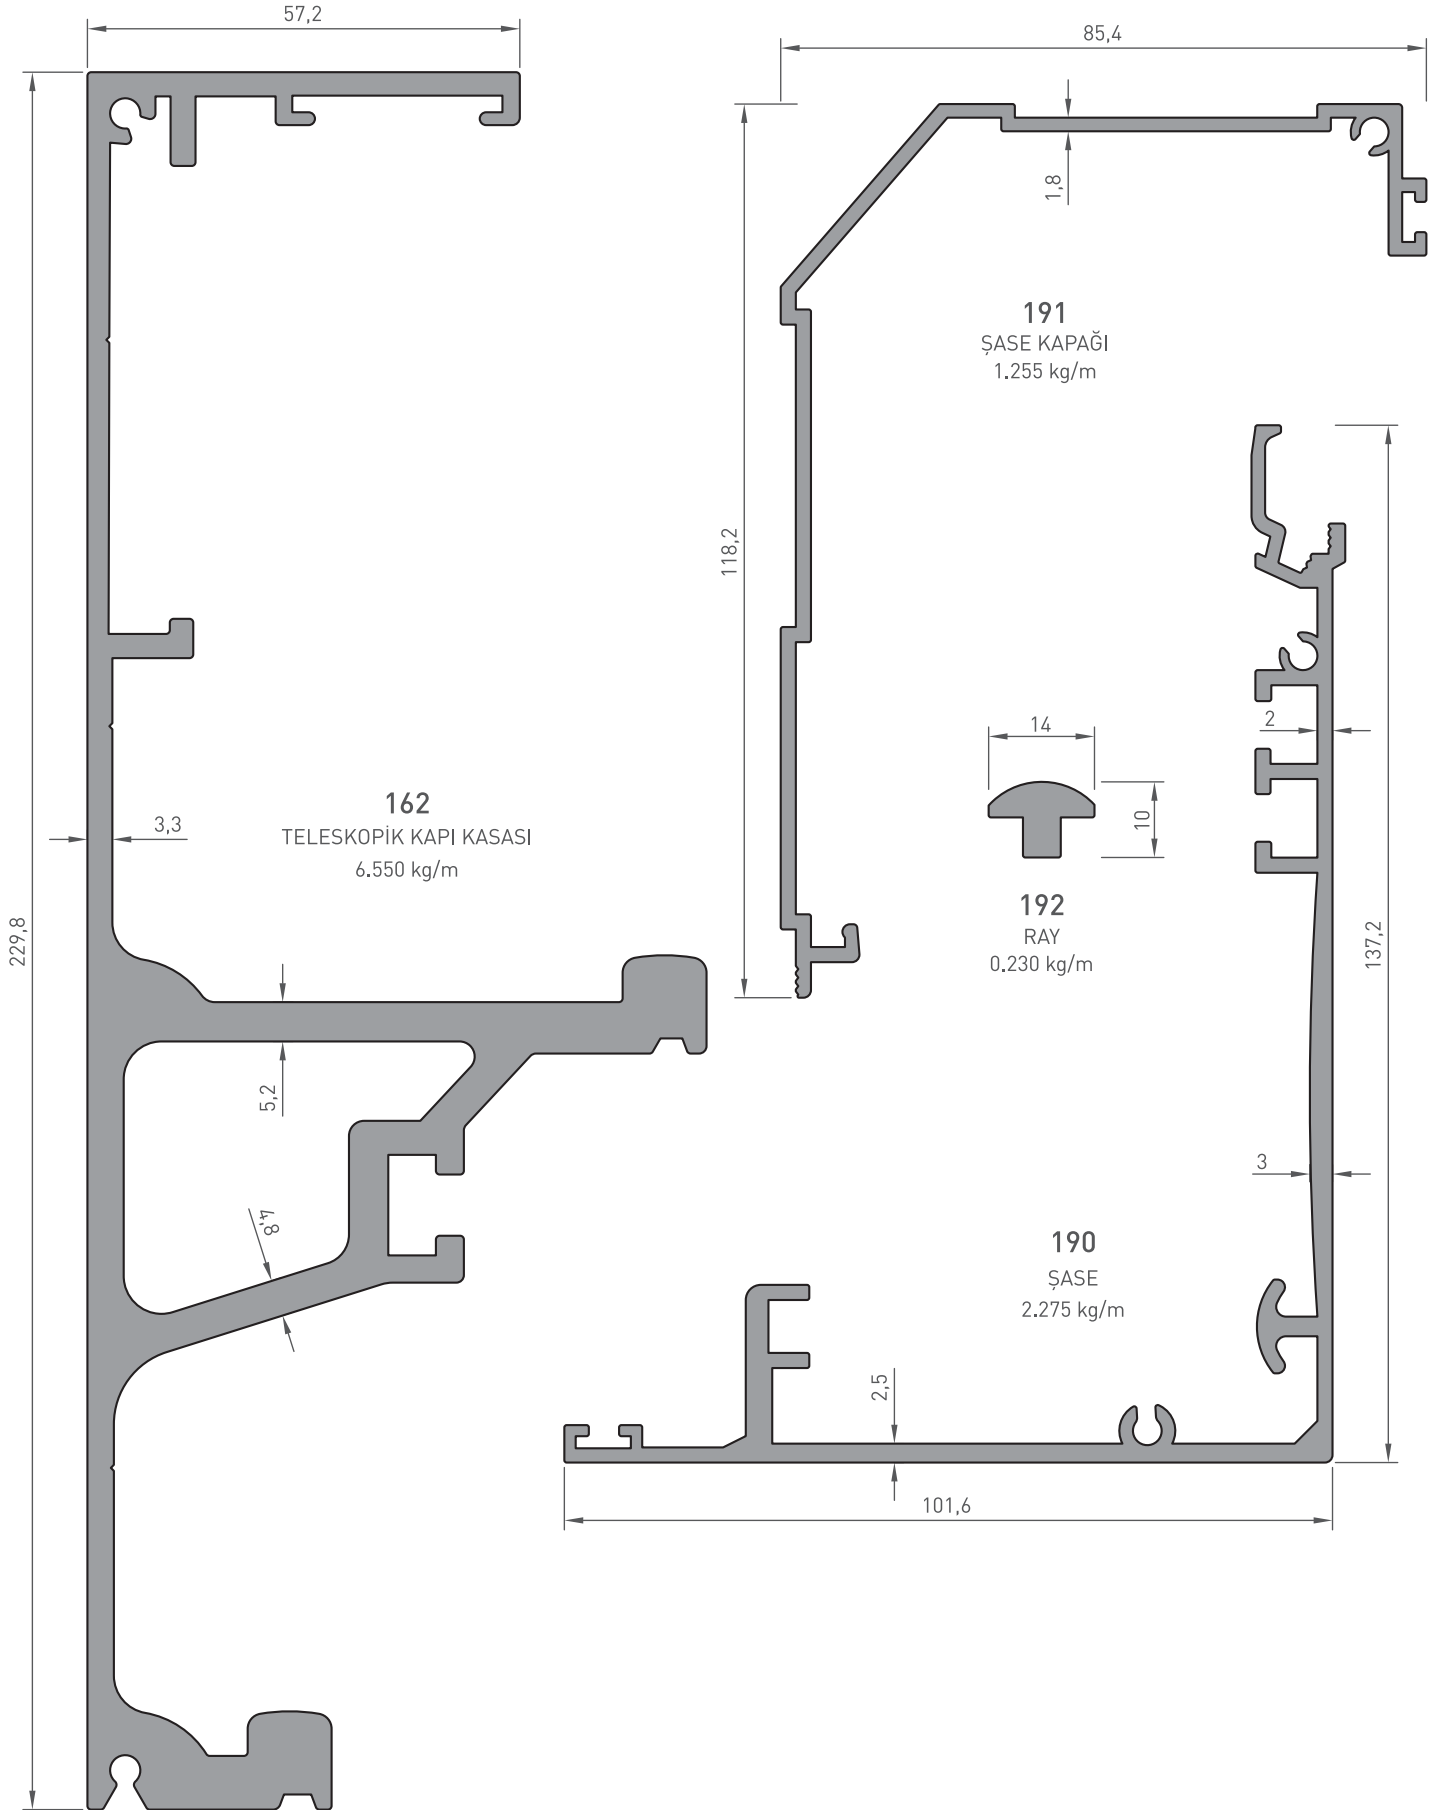 57,2
85,4
1,8
191
ŞASE KAPAĞI
1.255 kg/m
118,2
14
2
162
TELESKOPİK KAPI KASASI
6.550 kg/m
3,3
10
192
RAY
0.230 kg/m
229,8
137,2
5,2
3
4,8
190
ŞASE
2.275 kg/m
2,5
101,6